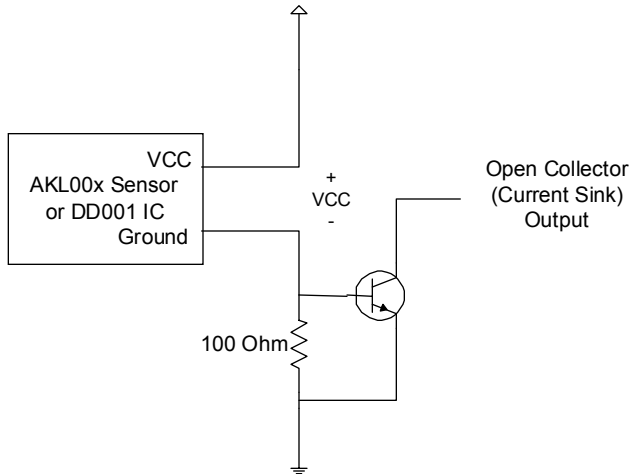 VCC
AKL00x Sensor
or DD001 IC
Ground
+
VCC
-
Open Collector
(Current Sink)
Output
100 Ohm